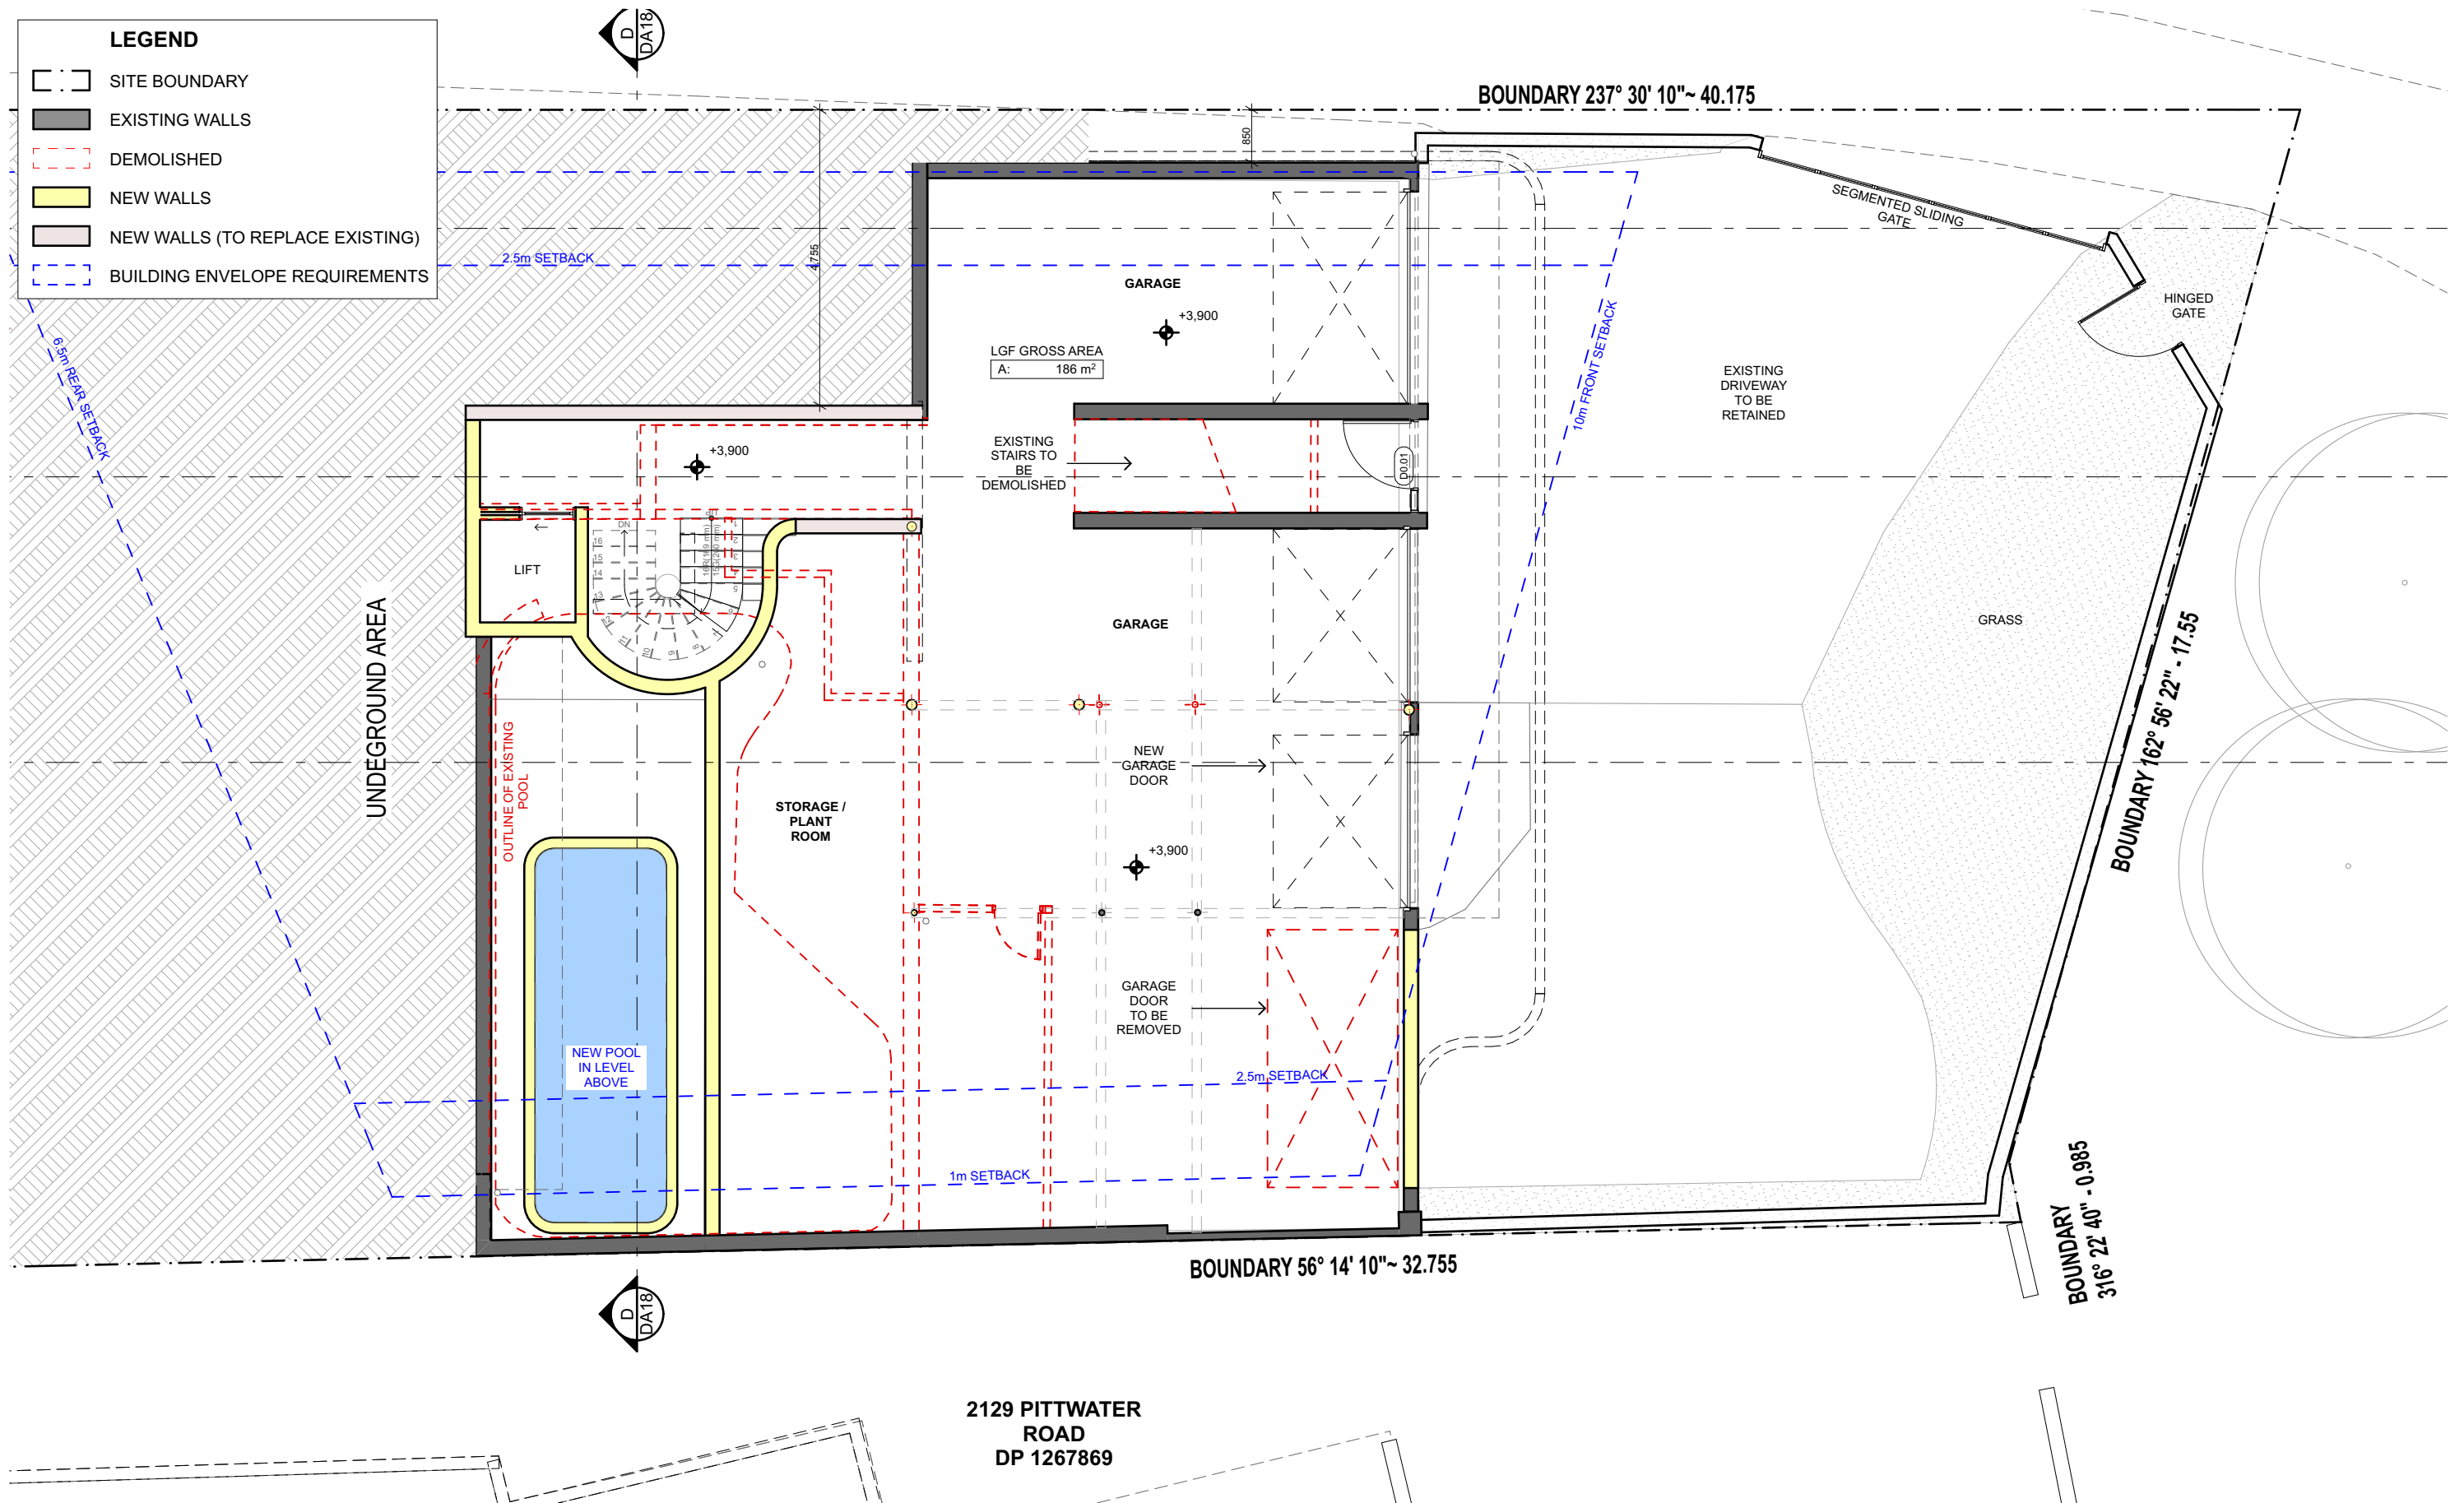 LEGEND
SITE BOUNDARY
EXISTING WALLS
DEMOLISHED
NEW WALLS
NEW WALLS (TO REPLACE EXISTING)
BUILDING ENVELOPE REQUIREMENTS
D
DA18
BOUNDARY 237° 30' 10"~ 40.175
850
4,755
2.5m SETBACK
6.5m REAR SETBACK
SEGMENTED SLIDING
GATE
HINGED
GATE
GARAGE
+3,900
LGF GROSS AREA
A: 186 m²
10m FRONT SETBACK
EXISTING
DRIVEWAY
TO BE
RETAINED
EXISTING
STAIRS TO
BE
DEMOLISHED
D0.01
+3,900
DN
16
15
14
13
LIFT
UNDEGROUND AREA
GARAGE
GRASS
BOUNDARY 162° 56' 22" - 17.55
OUTLINE OF EXISTING
POOL
NEW
GARAGE
DOOR
STORAGE /
PLANT
ROOM
+3,900
GARAGE
DOOR
TO BE
REMOVED
NEW POOL
IN LEVEL
ABOVE
2.5m SETBACK
1m SETBACK
BOUNDARY
316° 22' 40" - 0.985
BOUNDARY 56° 14' 10"~ 32.755
D
DA18
2129 PITTWATER
ROAD
DP 1267869